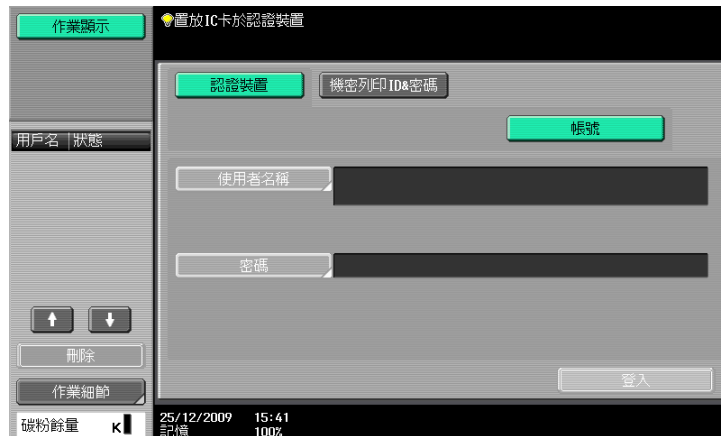 作業顯示
置放IC卡於認證裝置
認證裝置
機密列印ID&密碼
帳號
用戶名 狀態
使用者名稱
密碼
刪除
登入
作業細節
碳粉餘量 K
25/12/2009 15:41
記憶 100%